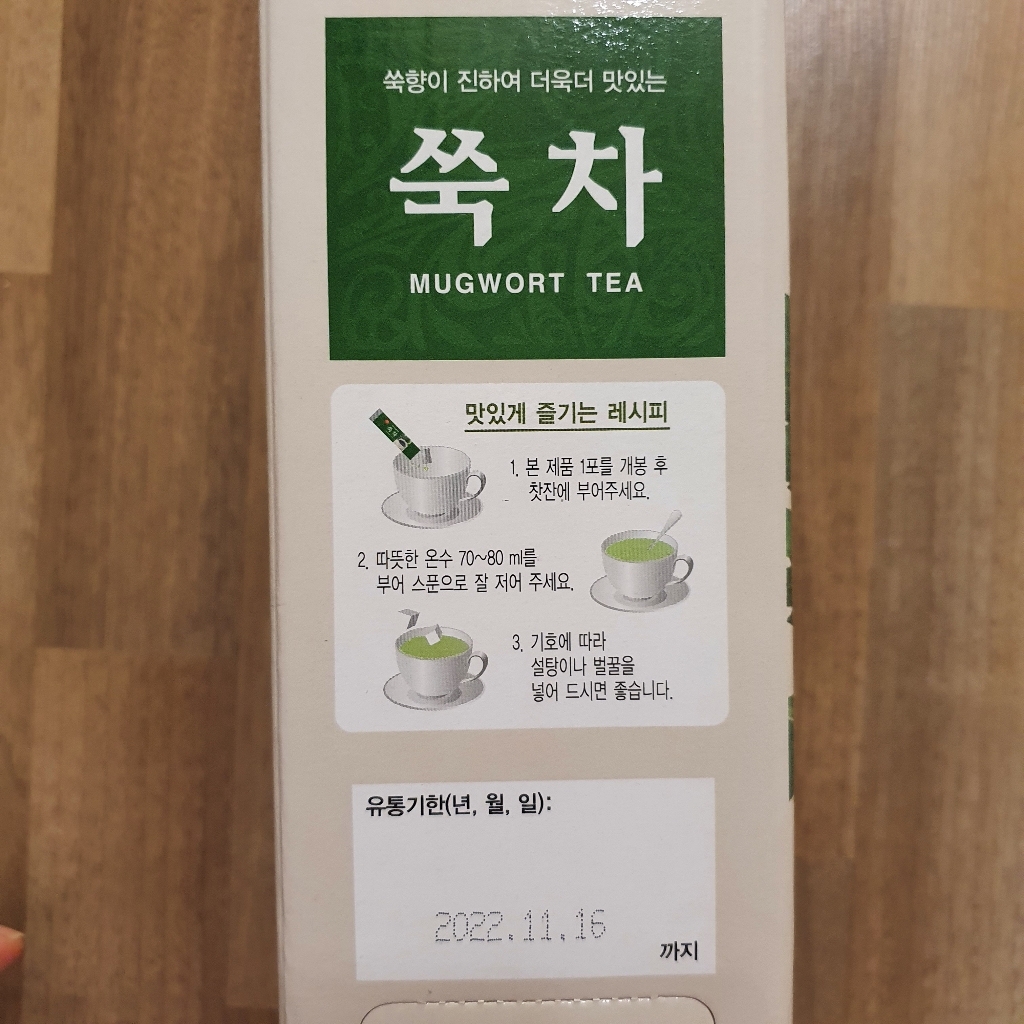 쑥향이 진하여 더욱더 맛있는
쑥차
MUGWORT TEA
맛있게 즐기는 레시피
1. 본 제품 1포를 개봉 후
찻잔에 부어주세요.
2. 따뜻한 온수 70~80 ml를
부어 스푼으로 잘 저어 주세요.
3. 기호에 따라
설탕이나 벌꿀을
넣어 드시면 좋습니다.
유통기한(년, 월, 일):
2022.11.16
까지